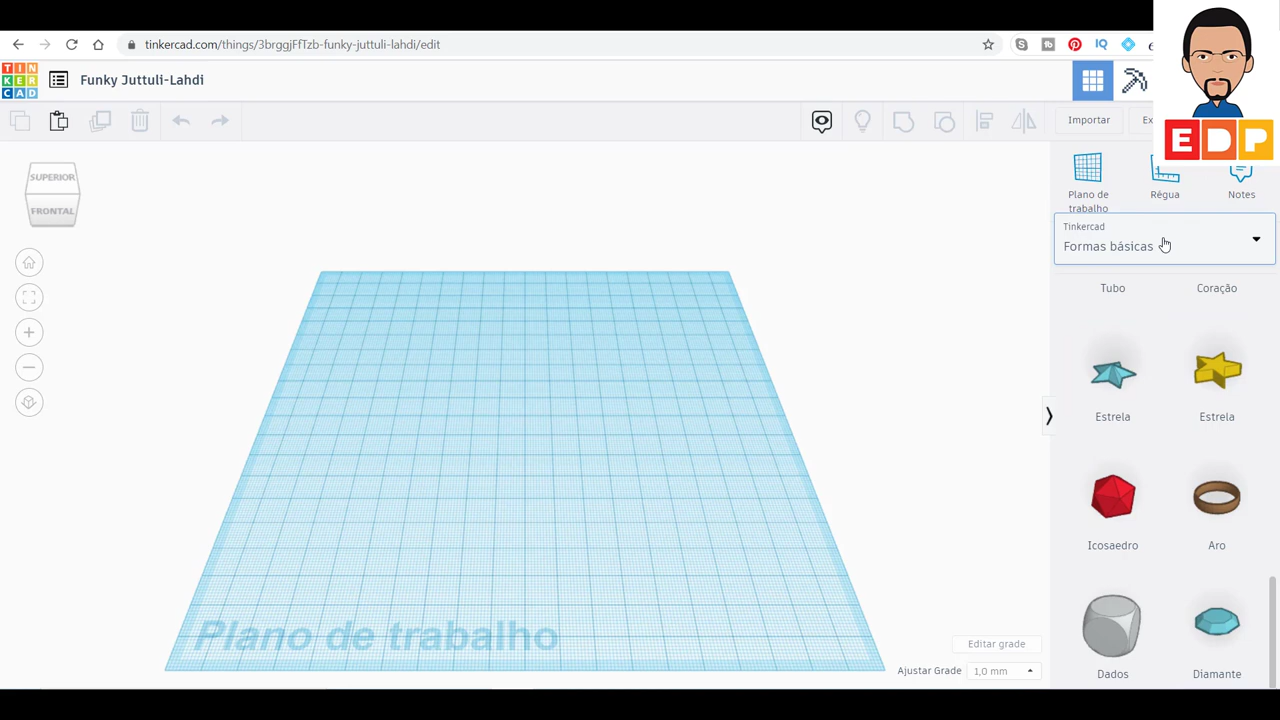 tinkercad.com/things/3brggjFfTzb-funky-juttuli-lahdi/edit
TIN
KER
CAD
Funky Juttuli-Lahdi
Importar
Ex
EDP
SUPERIOR
FRONTAL
Plano de
trabalho
Régua
Notes
Tinkercad
Formas básicas
Tubo
Coração
Estrela
Estrela
Icosaedro
Aro
Dados
Diamante
Plano de trabalho
Editar grade
Ajustar Grade
1,0 mm